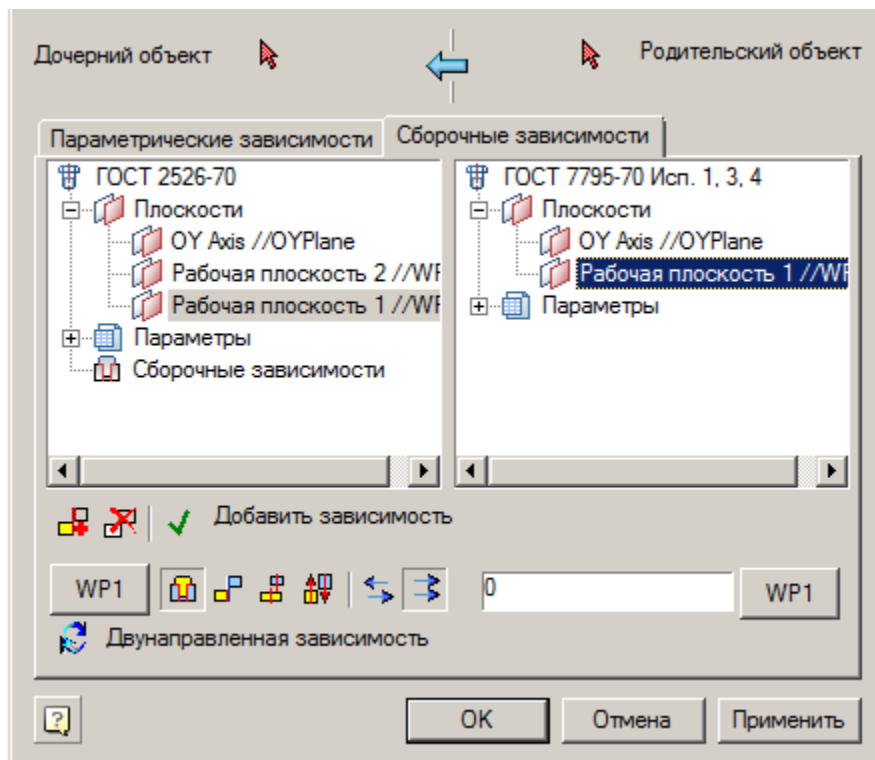 Дочерний объект
Родительский объект
Параметрические зависимости
Сборочные зависимости
ГОСТ 2526-70
Плоскости
OY Axis //OYPlane
Рабочая плоскость 2 //WF
Рабочая плоскость 1 //WF
Параметры
Сборочные зависимости
ГОСТ 7795-70 Исп. 1, 3, 4
Плоскости
OY Axis //OYPlane
Рабочая плоскость 1 //WF
Параметры
Добавить зависимость
WP1
0
WP1
Двунаправленная зависимость
?
OK
Отмена
Применить